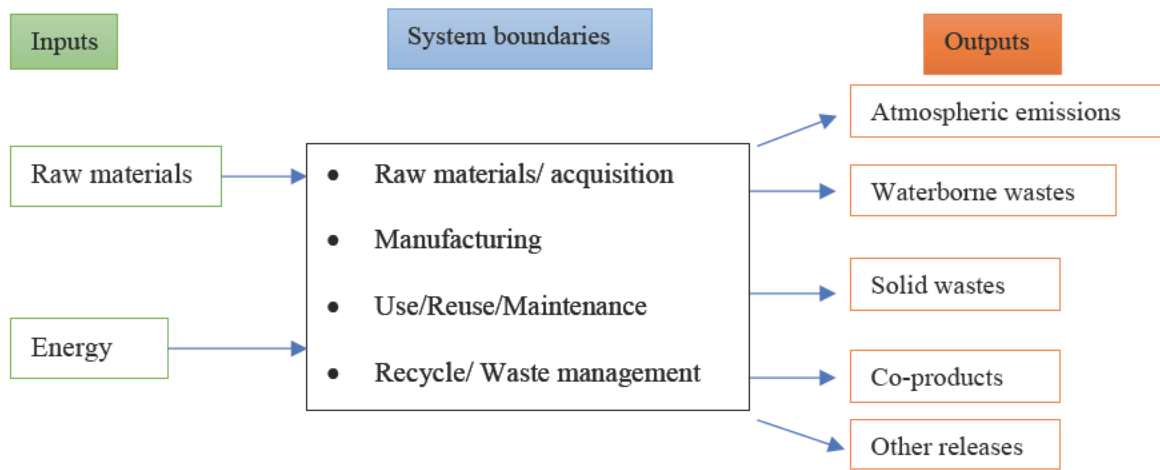 Inputs
System boundaries
Outputs
Atmospheric emissions
Raw materials
• Raw materials/ acquisition
Waterborne wastes
• Manufacturing
Solid wastes
• Use/Reuse/Maintenance
Energy
• Recycle/ Waste management
Co-products
Other releases